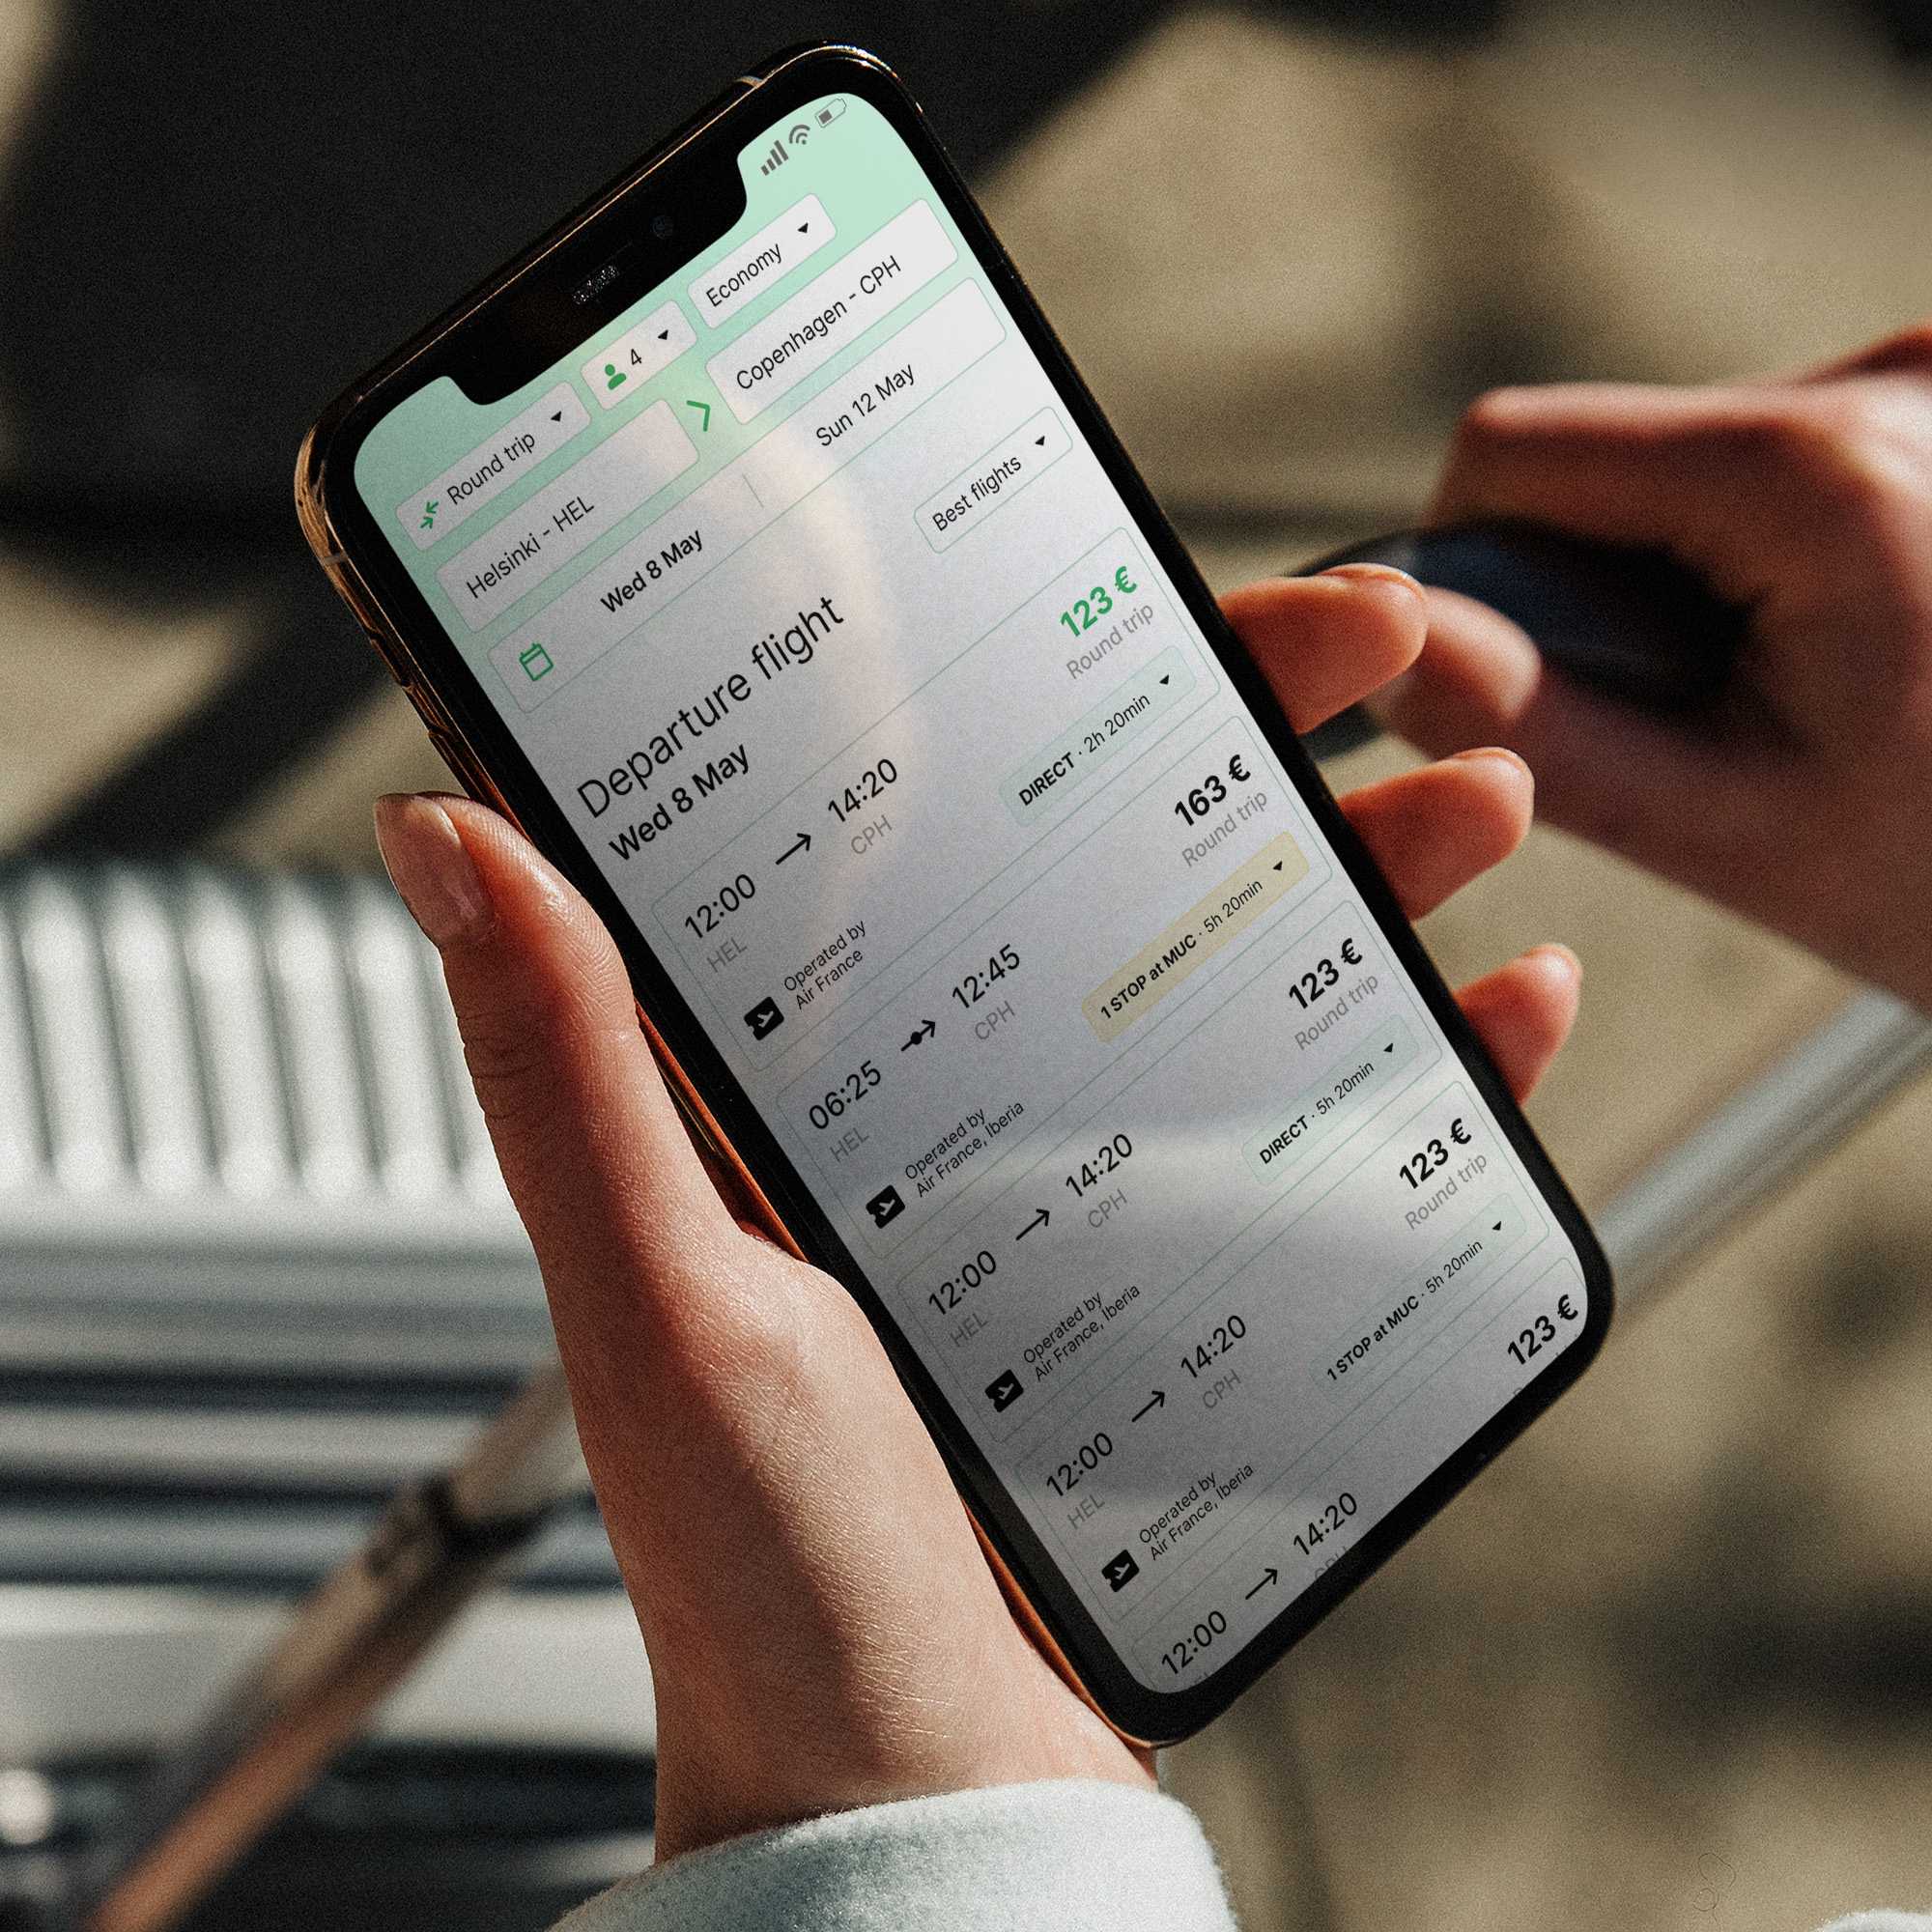 Round trip
4
Economy
Helsinki - HEL
Copenhagen - CPH
Wed 8 May
Sun 12 May
Best flights
Departure flight
Wed 8 May
12:00
14:20
123 €
HEL
CPH
Round trip
Operated by
Air France
DIRECT · 2h 20min
06:25
12:45
163 €
HEL
CPH
Round trip
Operated by
Air France, Iberia
1 STOP at MUC · 5h 20min
12:00
14:20
123 €
HEL
CPH
Round trip
Operated by
Air France, Iberia
DIRECT · 5h 20min
12:00
14:20
123 €
HEL
CPH
Round trip
Operated by
Air France, Iberia
1 STOP at MUC · 5h 20min
12:00
14:20
123 €